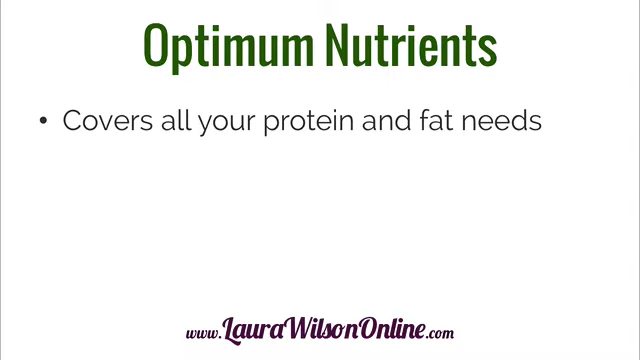 Optimum Nutrients
• Covers all your protein and fat needs
www.LauraWilsonOnline.com